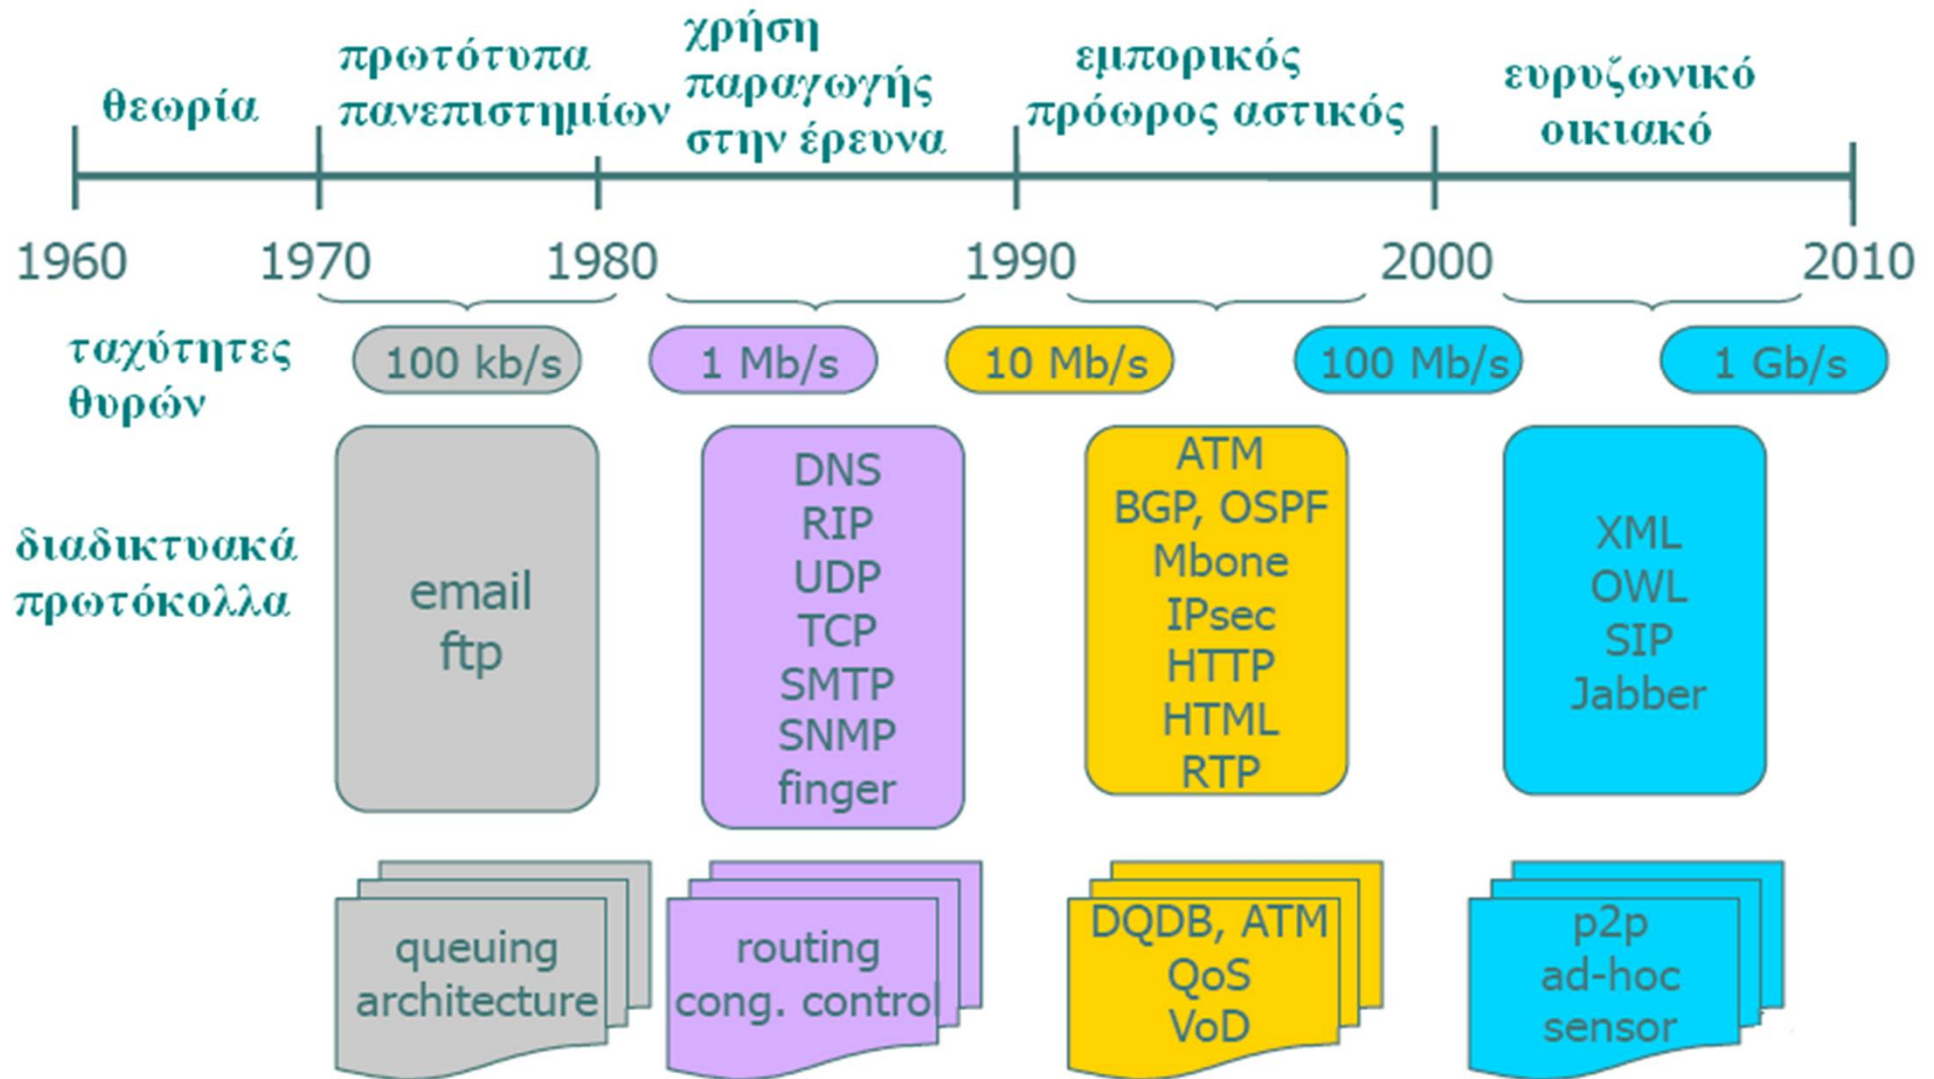 θεωρία
πρωτότυπα
πανεπιστημίων
χρήση
παραγωγής
στην έρευνα
εμπορικός
πρόωρος αστικός
ευρυζωνικό
οικιακό
1960
1970
1980
1990
2000
2010
ταχύτητες
θυρών
100 kb/s
1 Mb/s
10 Mb/s
100 Mb/s
1 Gb/s
διαδικτυακά
πρωτόκολλα
email
ftp
DNS
RIP
UDP
TCP
SMTP
SNMP
finger
ATM
BGP, OSPF
Mbone
IPsec
HTTP
HTML
RTP
XML
OWL
SIP
Jabber
queuing
architecture
routing
cong. control
DQDB, ATM
QoS
VoD
p2p
ad-hoc
sensor